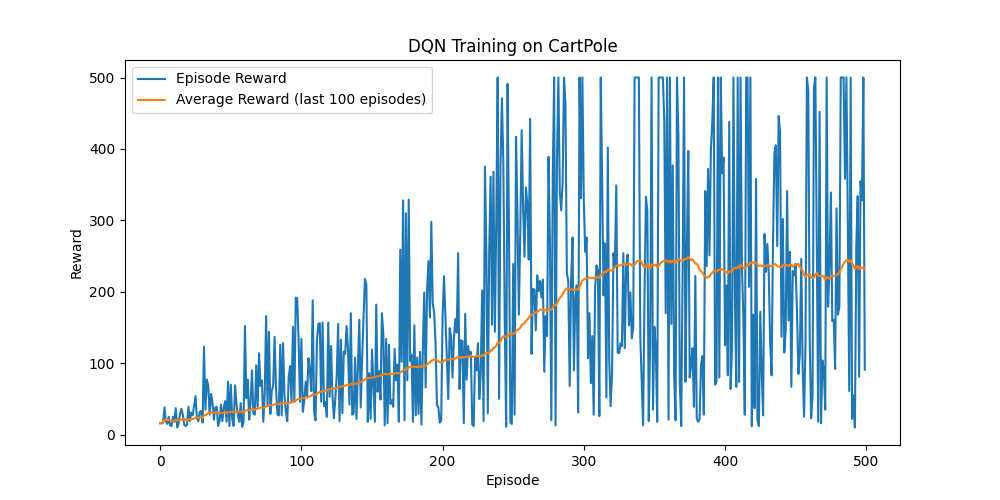 DQN Training on CartPole
Episode Reward
Average Reward (last 100 episodes)
500
400
300
200
100
0
Reward
0
100
200
300
400
500
Episode